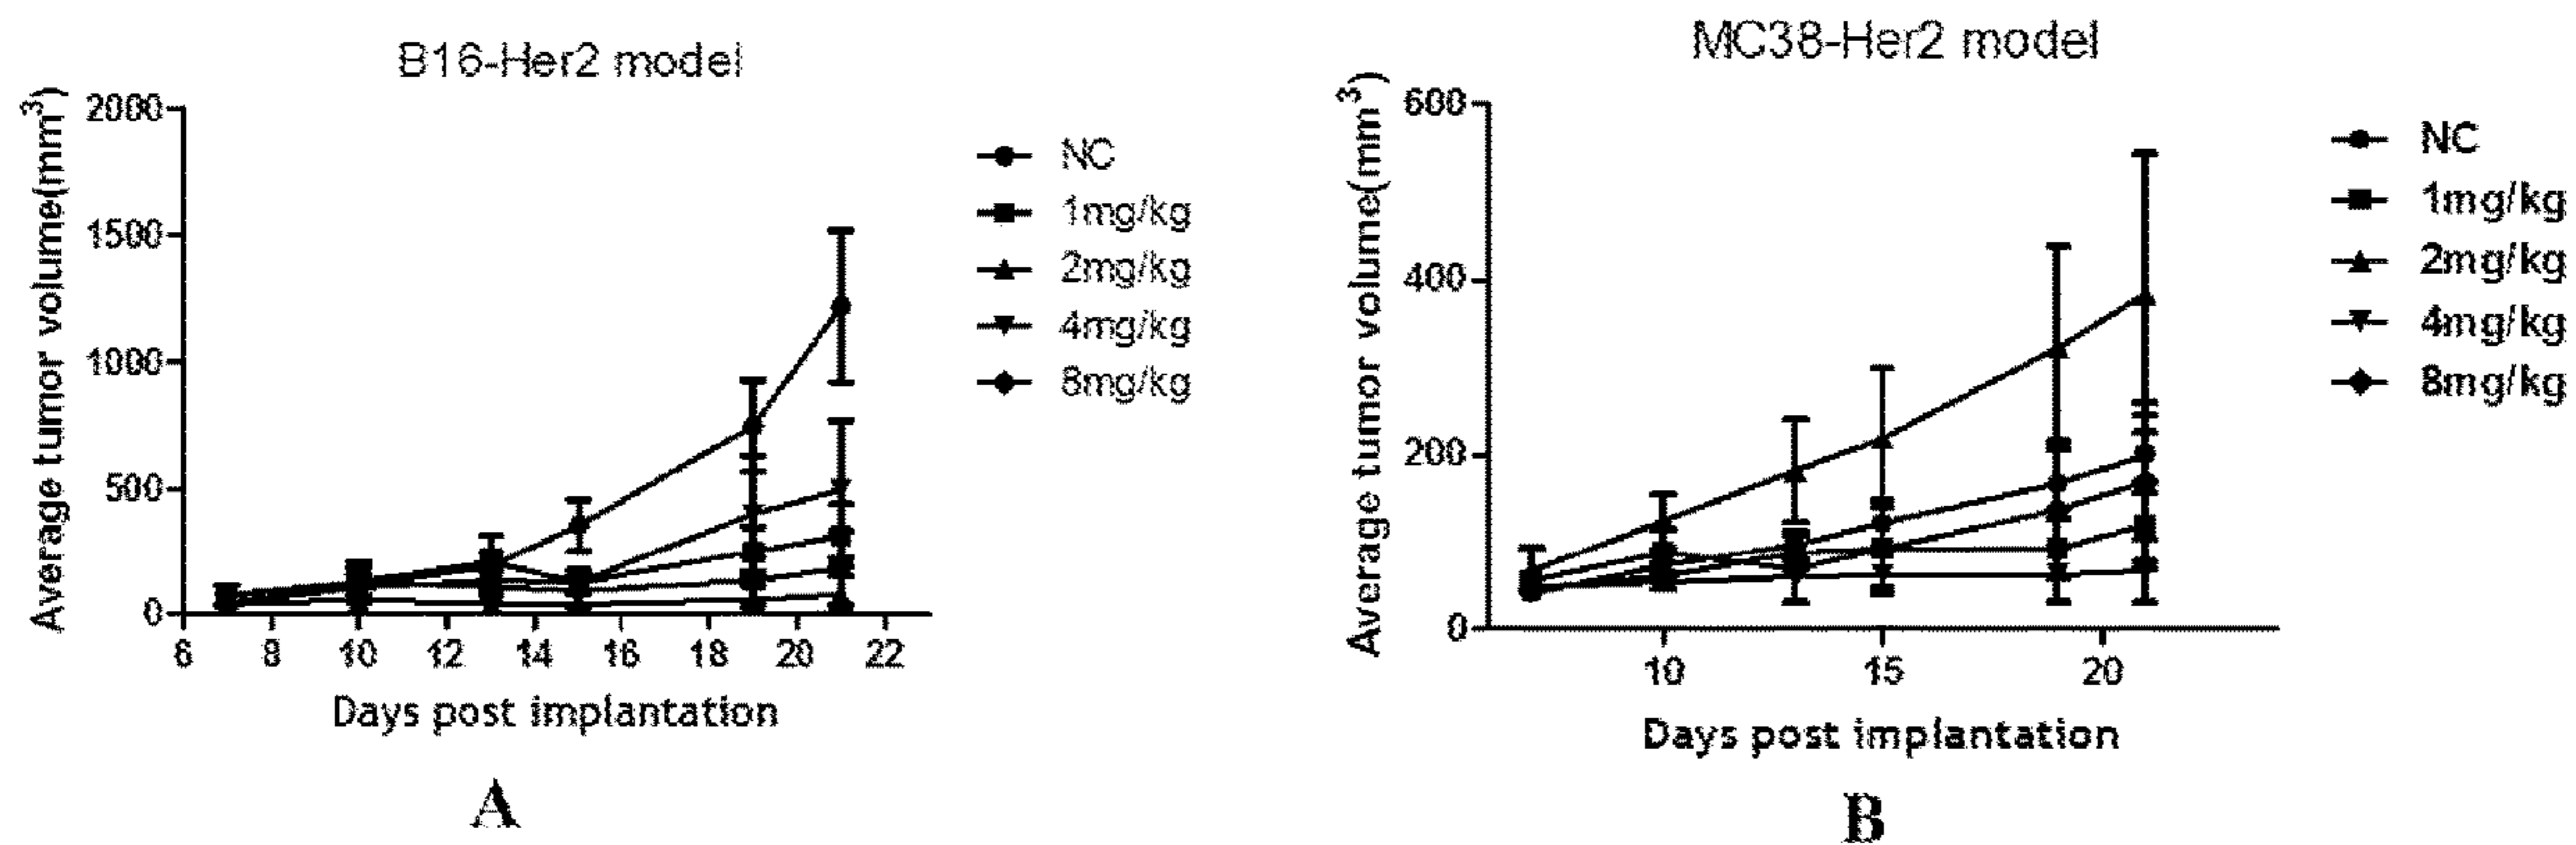 B16-Her2 model
Average tumor volume(mm³)
2000
1500
1000
500
0
6 8 10 12 14 16 18 20 22
Days post implantation
NC
1mg/kg
2mg/kg
4mg/kg
8mg/kg
A
MC38-Her2 model
Average tumor volume(mm³)
600
400
200
0
10 15 20
Days post implantation
NC
1mg/kg
2mg/kg
4mg/kg
8mg/kg
B